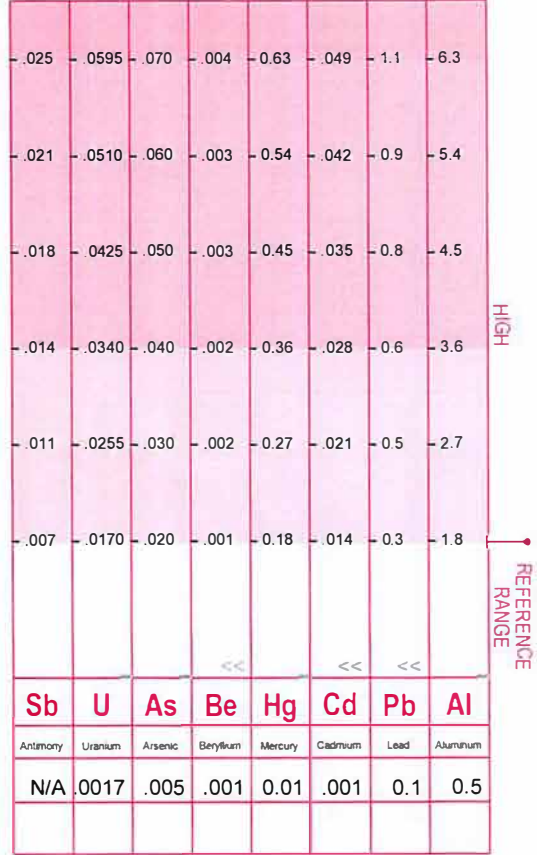 .025 .0595 .070 .004 0.63 .049 1.1 6.3
.021 .0510 .060 .003 0.54 .042 0.9 5.4
.018 .0425 .050 .003 0.45 .035 0.8 4.5
HIGH
.014 .0340 .040 .002 0.36 .028 0.6 3.6
.011 .0255 .030 .002 0.27 .021 0.5 2.7
.007 .0170 .020 .001 0.18 .014 0.3 1.8
REFERENCE
RANGE
<< << <<
Sb U As Be Hg Cd Pb Al
Antimony Uranium Arsenic Beryllium Mercury Cadmium Lead Aluminum
N/A .0017 .005 .001 0.01 .001 0.1 0.5